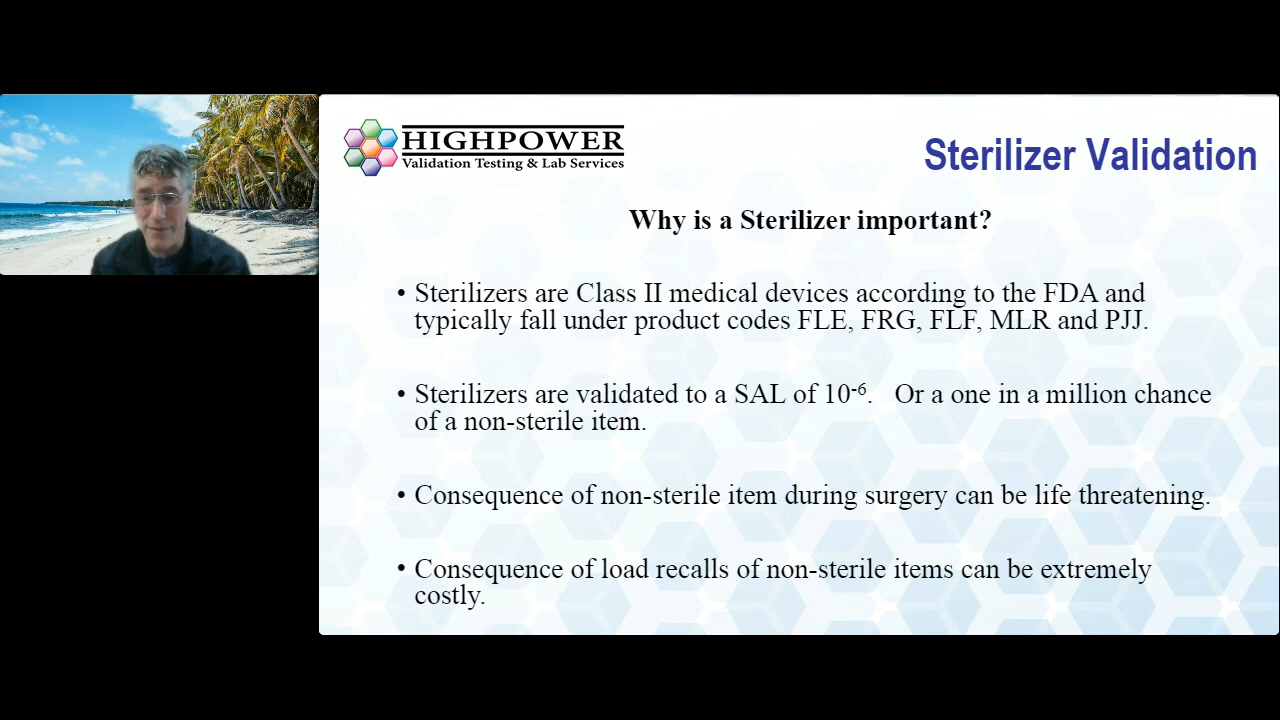 HIGHPOWER
Validation Testing & Lab Services
Sterilizer Validation
Why is a Sterilizer important?
• Sterilizers are Class II medical devices according to the FDA and
typically fall under product codes FLE, FRG, FLF, MLR and PJJ.
• Sterilizers are validated to a SAL of 10⁻⁶. Or a one in a million chance
of a non-sterile item.
• Consequence of non-sterile item during surgery can be life threatening.
• Consequence of load recalls of non-sterile items can be extremely
costly.